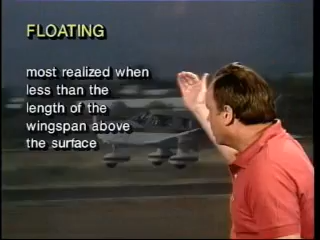 FLOATING
most realized when
less than the
length of the
wingspan above
the surface